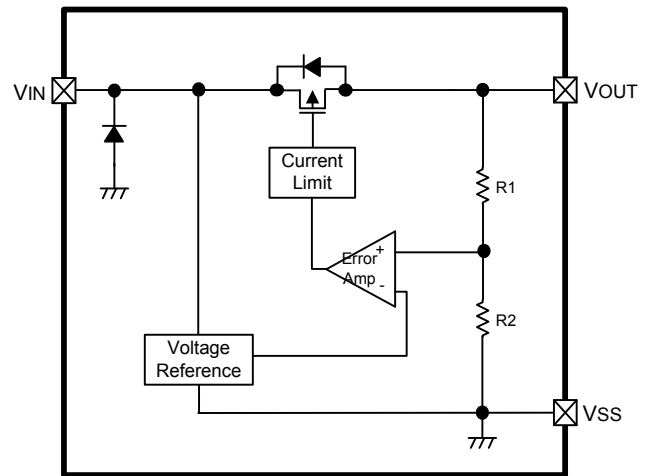 VIN
VOUT
Current
Limit
R1
Error
Amp
+
-
R2
Voltage
Reference
VSS